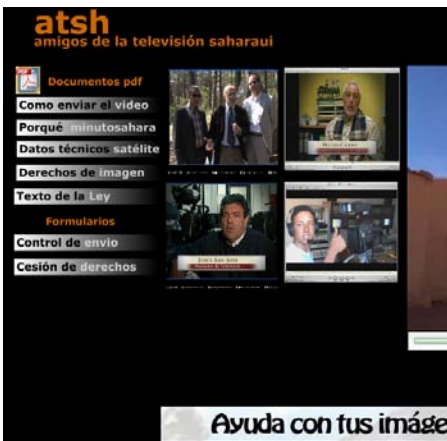 atsh
amigos de la televisión saharaui
PDF
Documentos pdf
Como enviar el video
Porqué minutosahara
Datos técnicos satélite
Derechos de imagen
Texto de la Ley
Formularios
Control de envio
Cesión de derechos
Ayuda con tus imáge